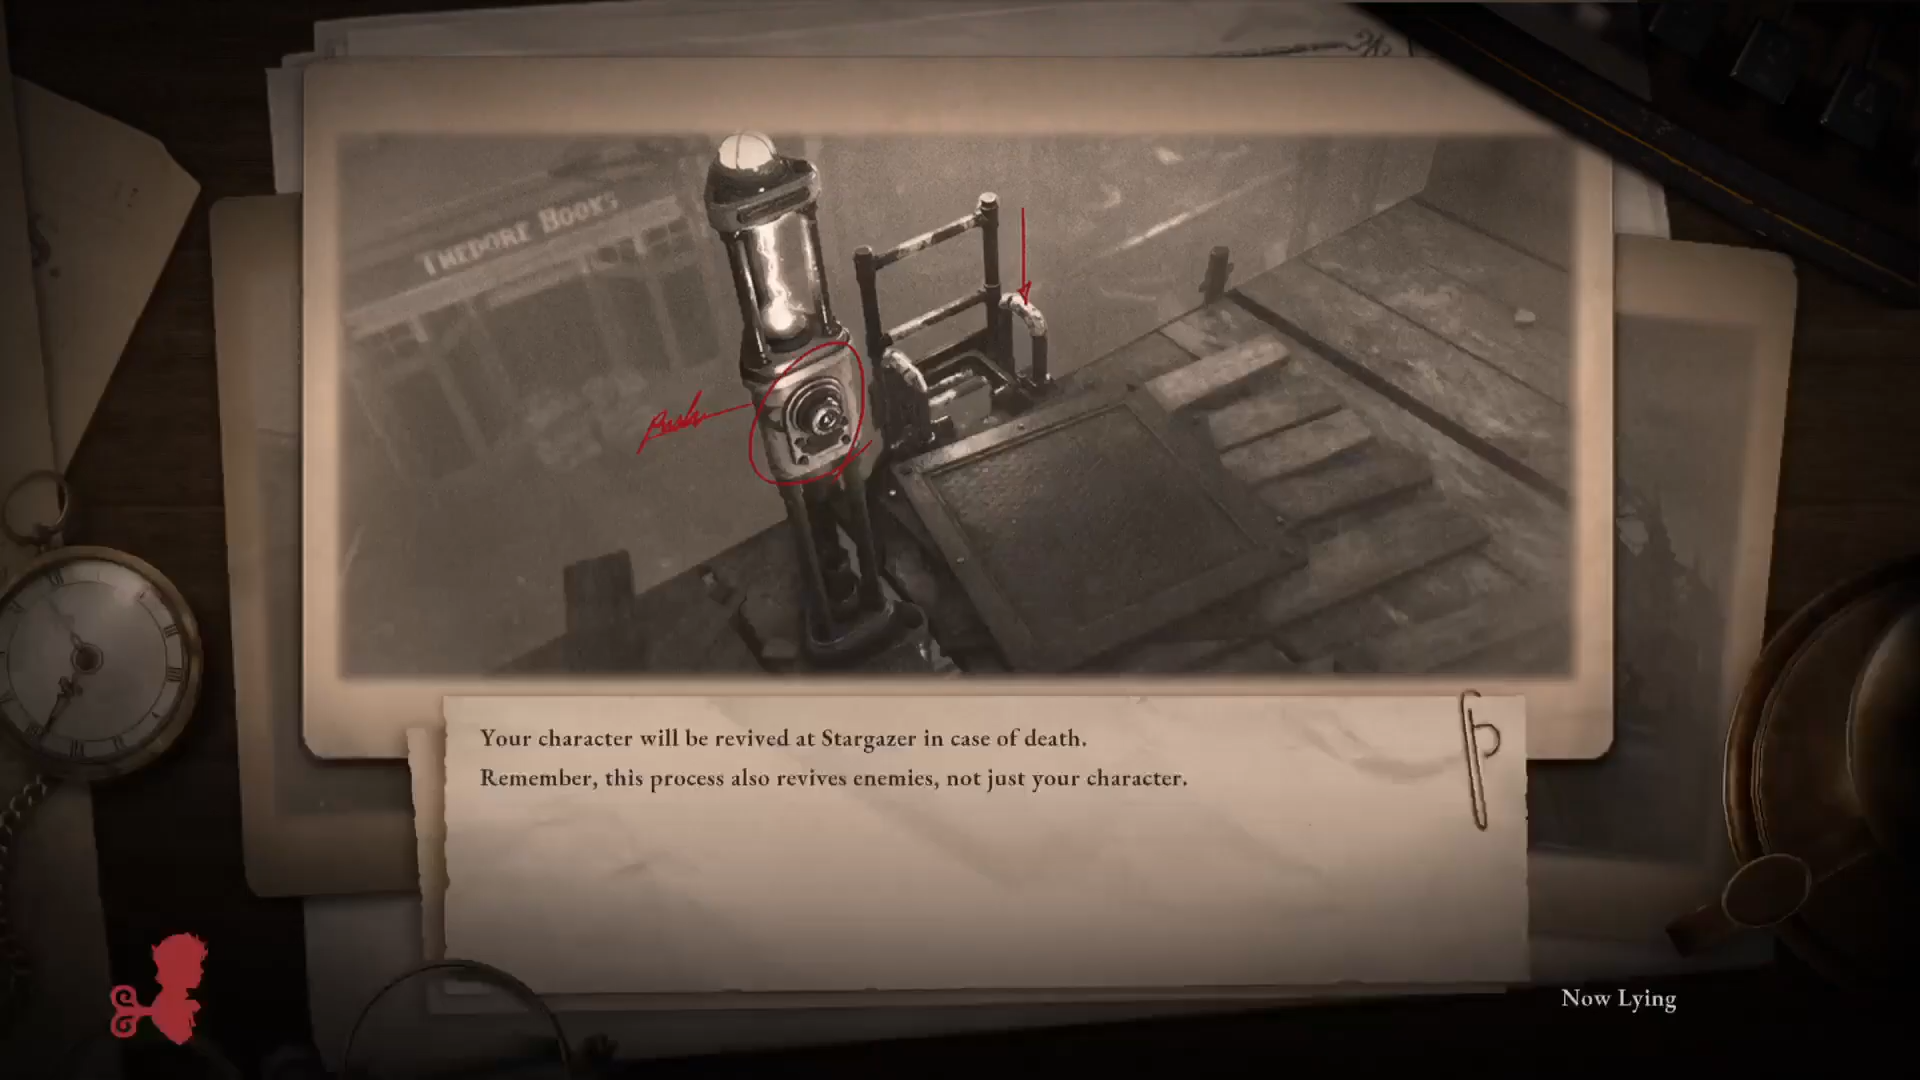 THEDORE BOOKS
Push
Your character will be revived at Stargazer in case of death.
Remember, this process also revives enemies, not just your character.
Now Lying